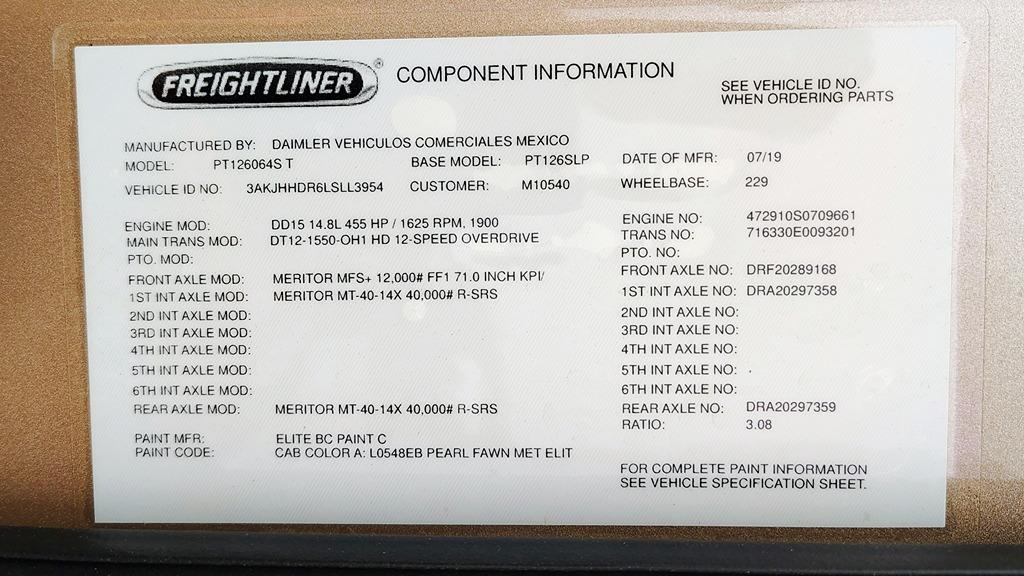 FREIGHTLINER® COMPONENT INFORMATION
SEE VEHICLE ID NO.
WHEN ORDERING PARTS
MANUFACTURED BY: DAIMLER VEHICULOS COMERCIALES MEXICO
MODEL: PT126064S T BASE MODEL: PT126SLP DATE OF MFR: 07/19
VEHICLE ID NO: 3AKJHHDR6LSLL3954 CUSTOMER: M10540 WHEELBASE: 229
ENGINE MOD: DD15 14.8L 455 HP / 1625 RPM, 1900 ENGINE NO: 472910S0709661
MAIN TRANS MOD: DT12-1550-OH1 HD 12-SPEED OVERDRIVE TRANS NO: 716330E0093201
PTO. MOD: PTO. NO:
FRONT AXLE MOD: MERITOR MFS+ 12,000# FF1 71.0 INCH KPI/ FRONT AXLE NO: DRF20289168
1ST INT AXLE MOD: MERITOR MT-40-14X 40,000# R-SRS 1ST INT AXLE NO: DRA20297358
2ND INT AXLE MOD: 2ND INT AXLE NO:
3RD INT AXLE MOD: 3RD INT AXLE NO:
4TH INT AXLE MOD: 4TH INT AXLE NO:
5TH INT AXLE MOD: 5TH INT AXLE NO:
6TH INT AXLE MOD: 6TH INT AXLE NO:
REAR AXLE MOD: MERITOR MT-40-14X 40,000# R-SRS REAR AXLE NO: DRA20297359
RATIO: 3.08
PAINT MFR: ELITE BC PAINT C
PAINT CODE: CAB COLOR A: L0548EB PEARL FAWN MET ELIT
FOR COMPLETE PAINT INFORMATION
SEE VEHICLE SPECIFICATION SHEET.